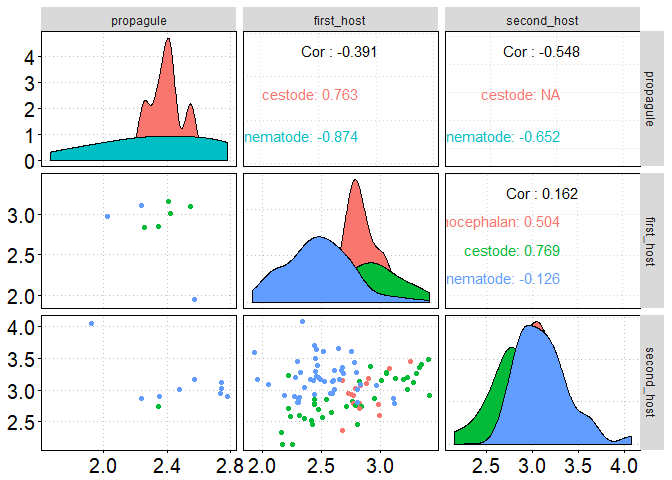 propagule first_host second_host
4
3
2
1
0
Cor : -0.391
cestode: 0.763
nematode: -0.874
Cor : -0.548
cestode: NA
nematode: -0.652
propagule
3.0
2.5
2.0
Cor : 0.162
nocephalan: 0.504
cestode: 0.769
nematode: -0.126
first_host
4.0
3.5
3.0
2.5
second_host
2.0 2.4 2.8 2.0 2.5 3.0 2.5 3.0 3.5 4.0